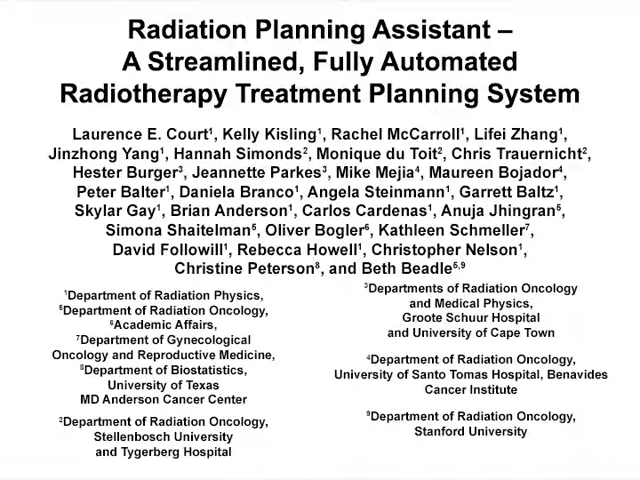 Radiation Planning Assistant –
A Streamlined, Fully Automated
Radiotherapy Treatment Planning System
Laurence E. Court¹, Kelly Kisling¹, Rachel McCarroll¹, Lifei Zhang¹,
Jinzhong Yang¹, Hannah Simonds², Monique du Toit², Chris Trauernicht²,
Hester Burger³, Jeannette Parkes³, Mike Mejia⁴, Maureen Bojador⁴,
Peter Balter¹, Daniela Branco¹, Angela Steinmann¹, Garrett Baltz¹,
Skylar Gay¹, Brian Anderson¹, Carlos Cardenas¹, Anuja Jhingran⁵,
Simona Shaitelman⁵, Oliver Bogler⁶, Kathleen Schmeller⁷,
David Followill¹, Rebecca Howell¹, Christopher Nelson¹,
Christine Peterson⁸, and Beth Beadle⁵,⁹
¹Department of Radiation Physics,
⁵Department of Radiation Oncology,
⁶Academic Affairs,
⁷Department of Gynecological
Oncology and Reproductive Medicine,
⁸Department of Biostatistics,
University of Texas
MD Anderson Cancer Center
²Department of Radiation Oncology,
Stellenbosch University
and Tygerberg Hospital
³Departments of Radiation Oncology
and Medical Physics,
Groote Schuur Hospital
and University of Cape Town
⁴Department of Radiation Oncology,
University of Santo Tomas Hospital, Benavides
Cancer Institute
⁹Department of Radiation Oncology,
Stanford University